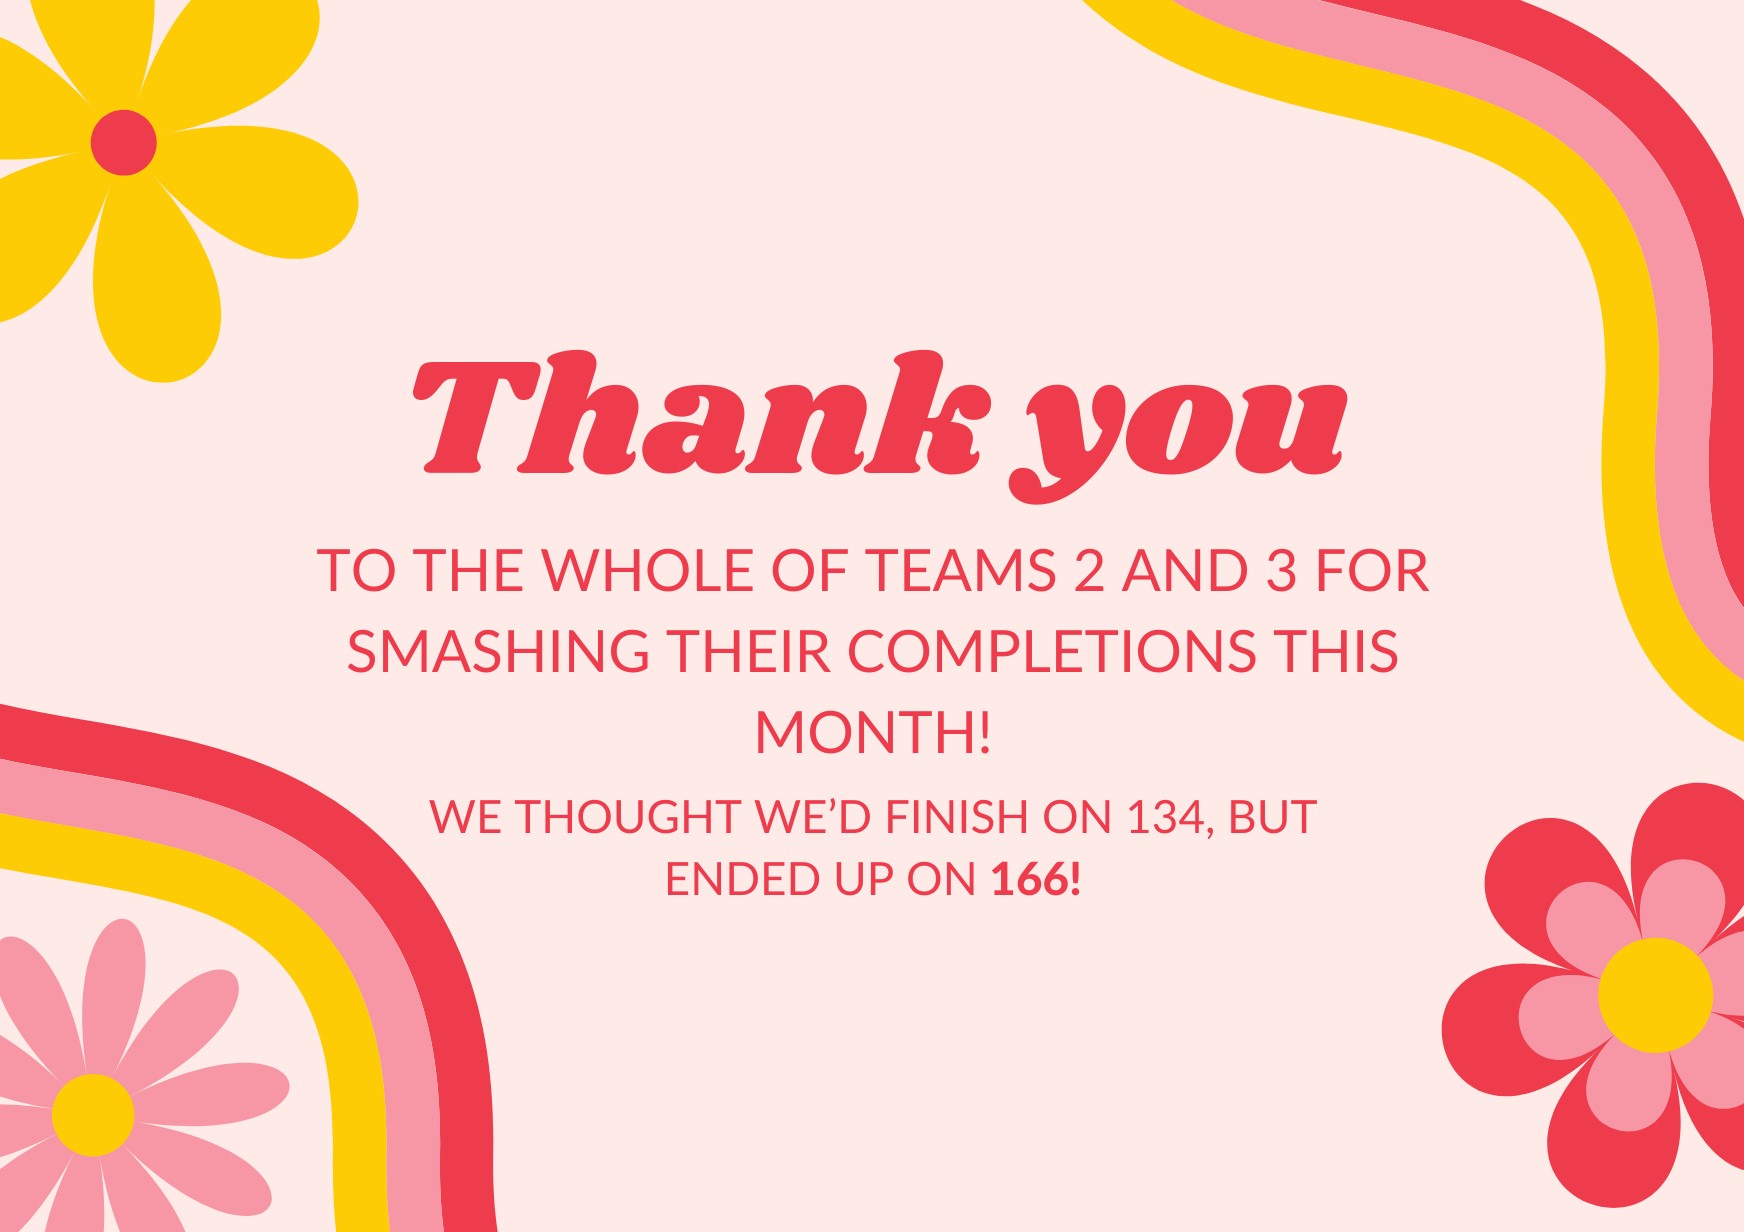 Thank you
TO THE WHOLE OF TEAMS 2 AND 3 FOR
SMASHING THEIR COMPLETIONS THIS
MONTH!
WE THOUGHT WE’D FINISH ON 134, BUT
ENDED UP ON 166!